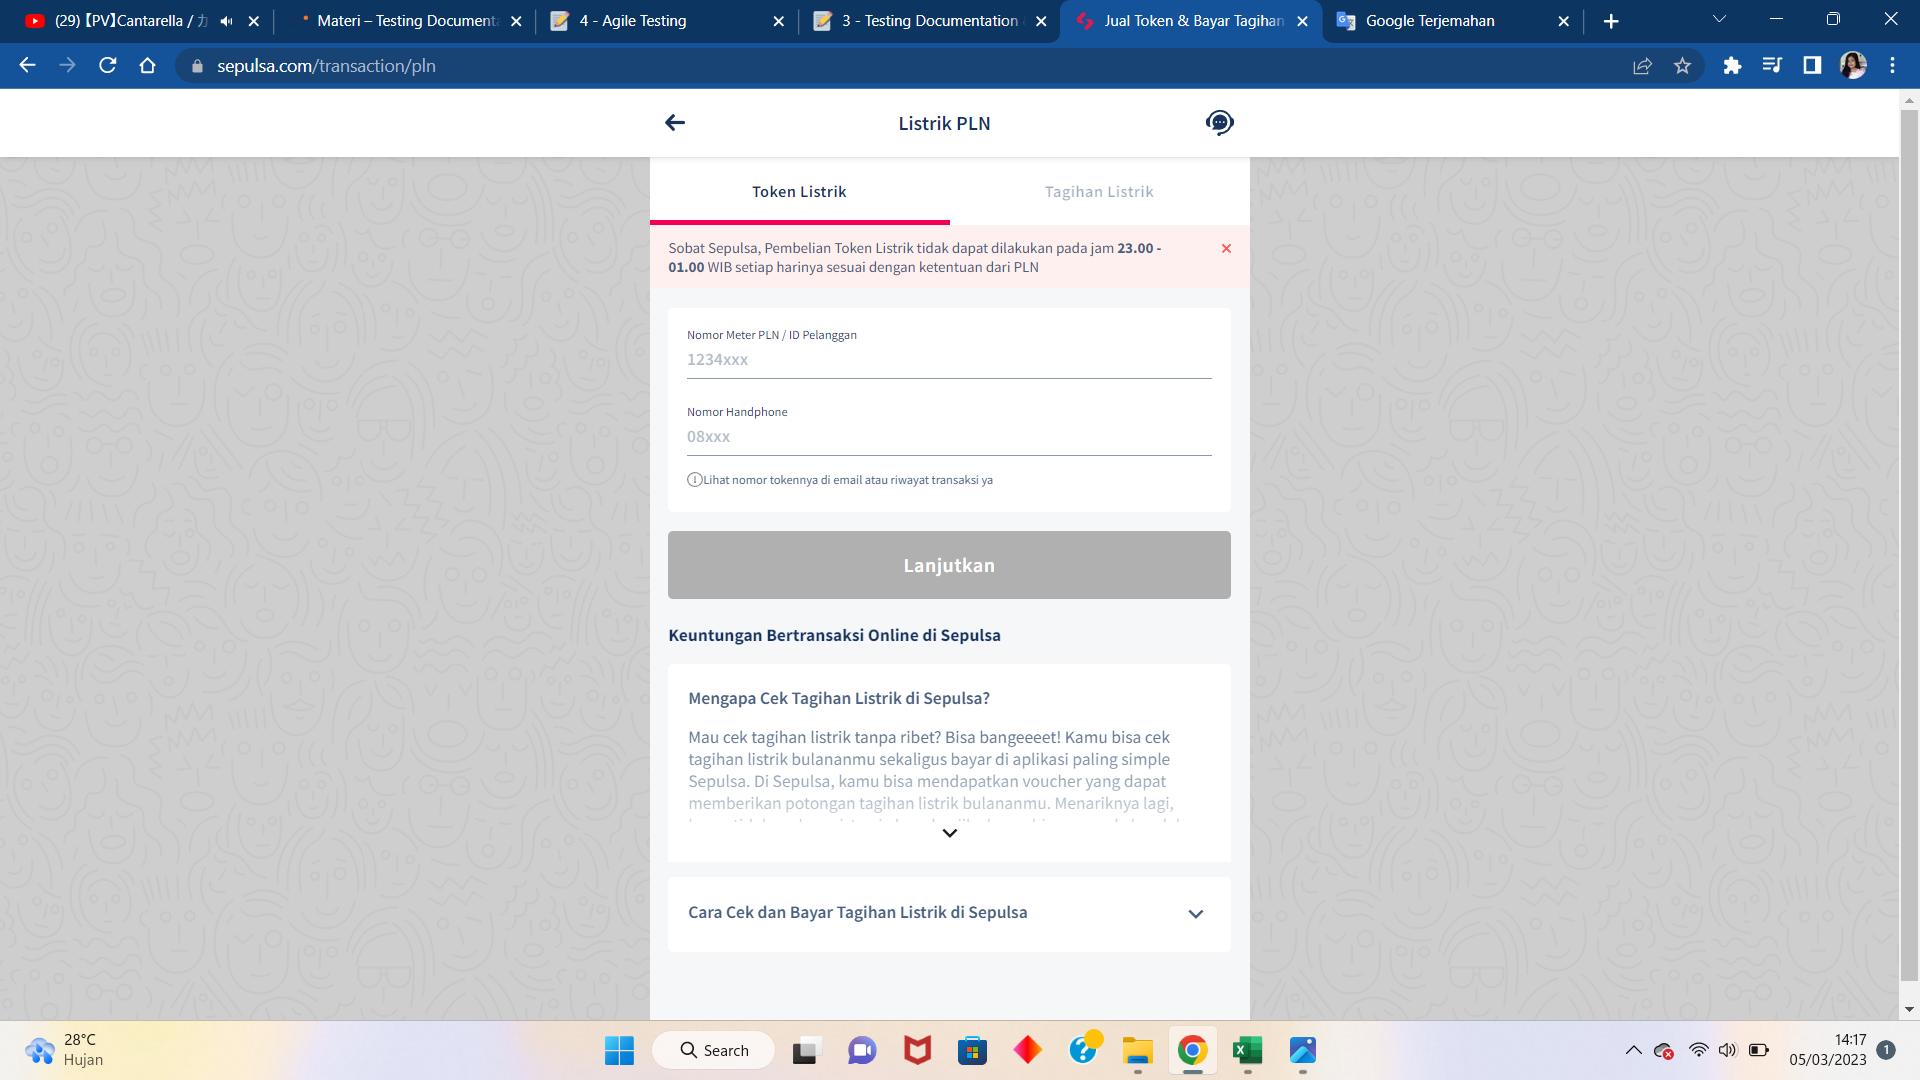 (29) 【PV】Cantarella /
Materi – Testing Documenta
4 - Agile Testing
3 - Testing Documentation
Jual Token & Bayar Tagihan
Google Terjemahan
sepulsa.com/transaction/pln
Listrik PLN
Token Listrik
Tagihan Listrik
Sobat Sepulsa, Pembelian Token Listrik tidak dapat dilakukan pada jam 23.00 -
01.00 WIB setiap harinya sesuai dengan ketentuan dari PLN
Nomor Meter PLN / ID Pelanggan
1234xxx
Nomor Handphone
08xxx
Lihat nomor tokennya di email atau riwayat transaksi ya
Lanjutkan
Keuntungan Bertransaksi Online di Sepulsa
Mengapa Cek Tagihan Listrik di Sepulsa?
Mau cek tagihan listrik tanpa ribet? Bisa bangeeeet! Kamu bisa cek
tagihan listrik bulananmu sekaligus bayar di aplikasi paling simple
Sepulsa. Di Sepulsa, kamu bisa mendapatkan voucher yang dapat
memberikan potongan tagihan listrik bulananmu. Menariknya lagi,
Cara Cek dan Bayar Tagihan Listrik di Sepulsa
28°C
Hujan
Search
14:17
05/03/2023
1